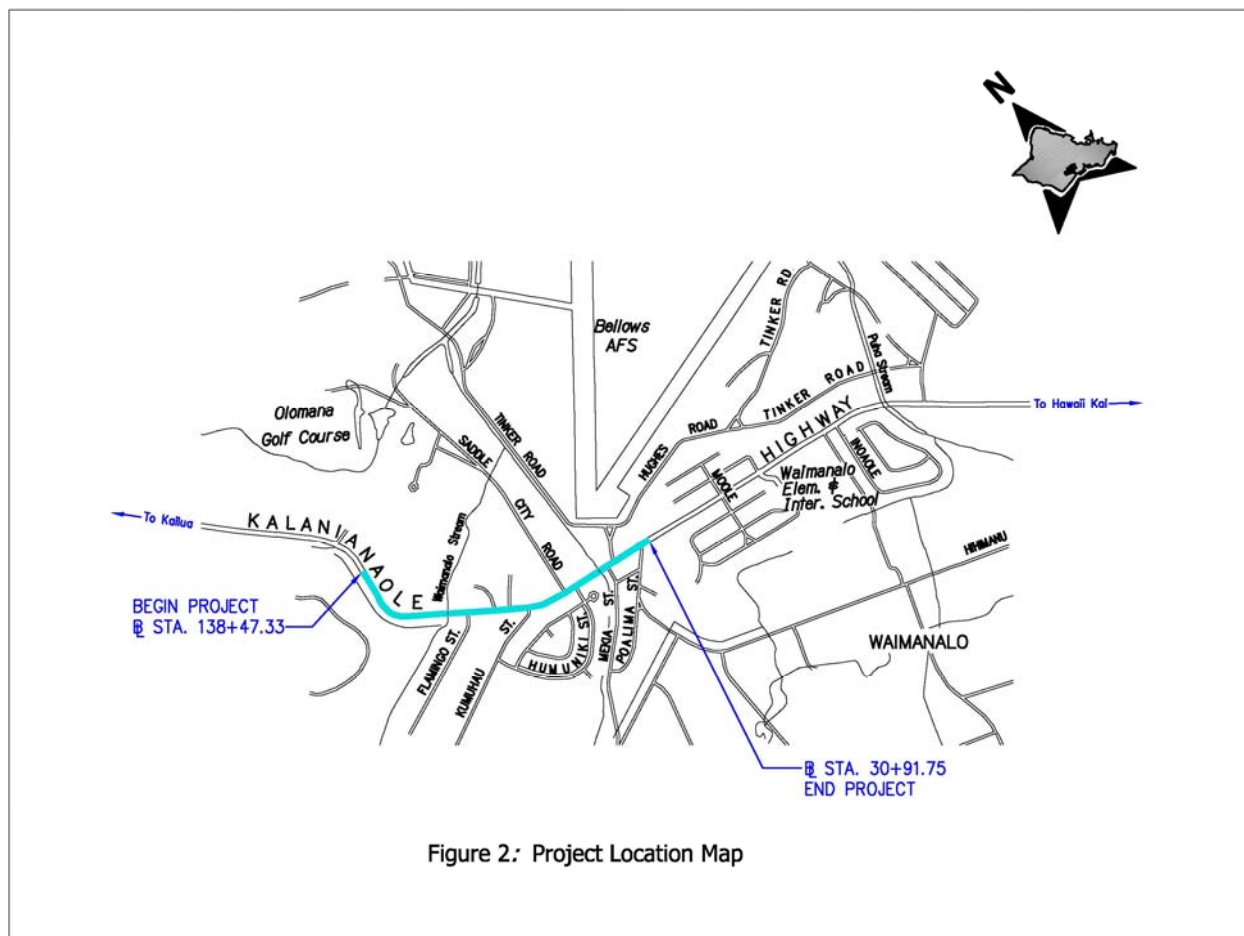 N
Bellows
AFS
TINKER RD
Puha Stream
TINKER ROAD
To Hawaii Kai
Olomana
Golf Course
TINKER ROAD
SADDLE
CITY
ROAD
HUGHES ROAD
HIGHWAY
MOOLE
INOAOLE
Waimanalo
Elem. &
Inter. School
To Kailua
KALANIANAOLE
Waimanalo Stream
HIHIMANU
BEGIN PROJECT
BL STA. 138+47.33
FLAMINGO ST.
KUMUHAU ST.
HUMUNIKI ST.
MEKIA ST.
POALIMA ST.
WAIMANALO
BL STA. 30+91.75
END PROJECT
Figure 2: Project Location Map